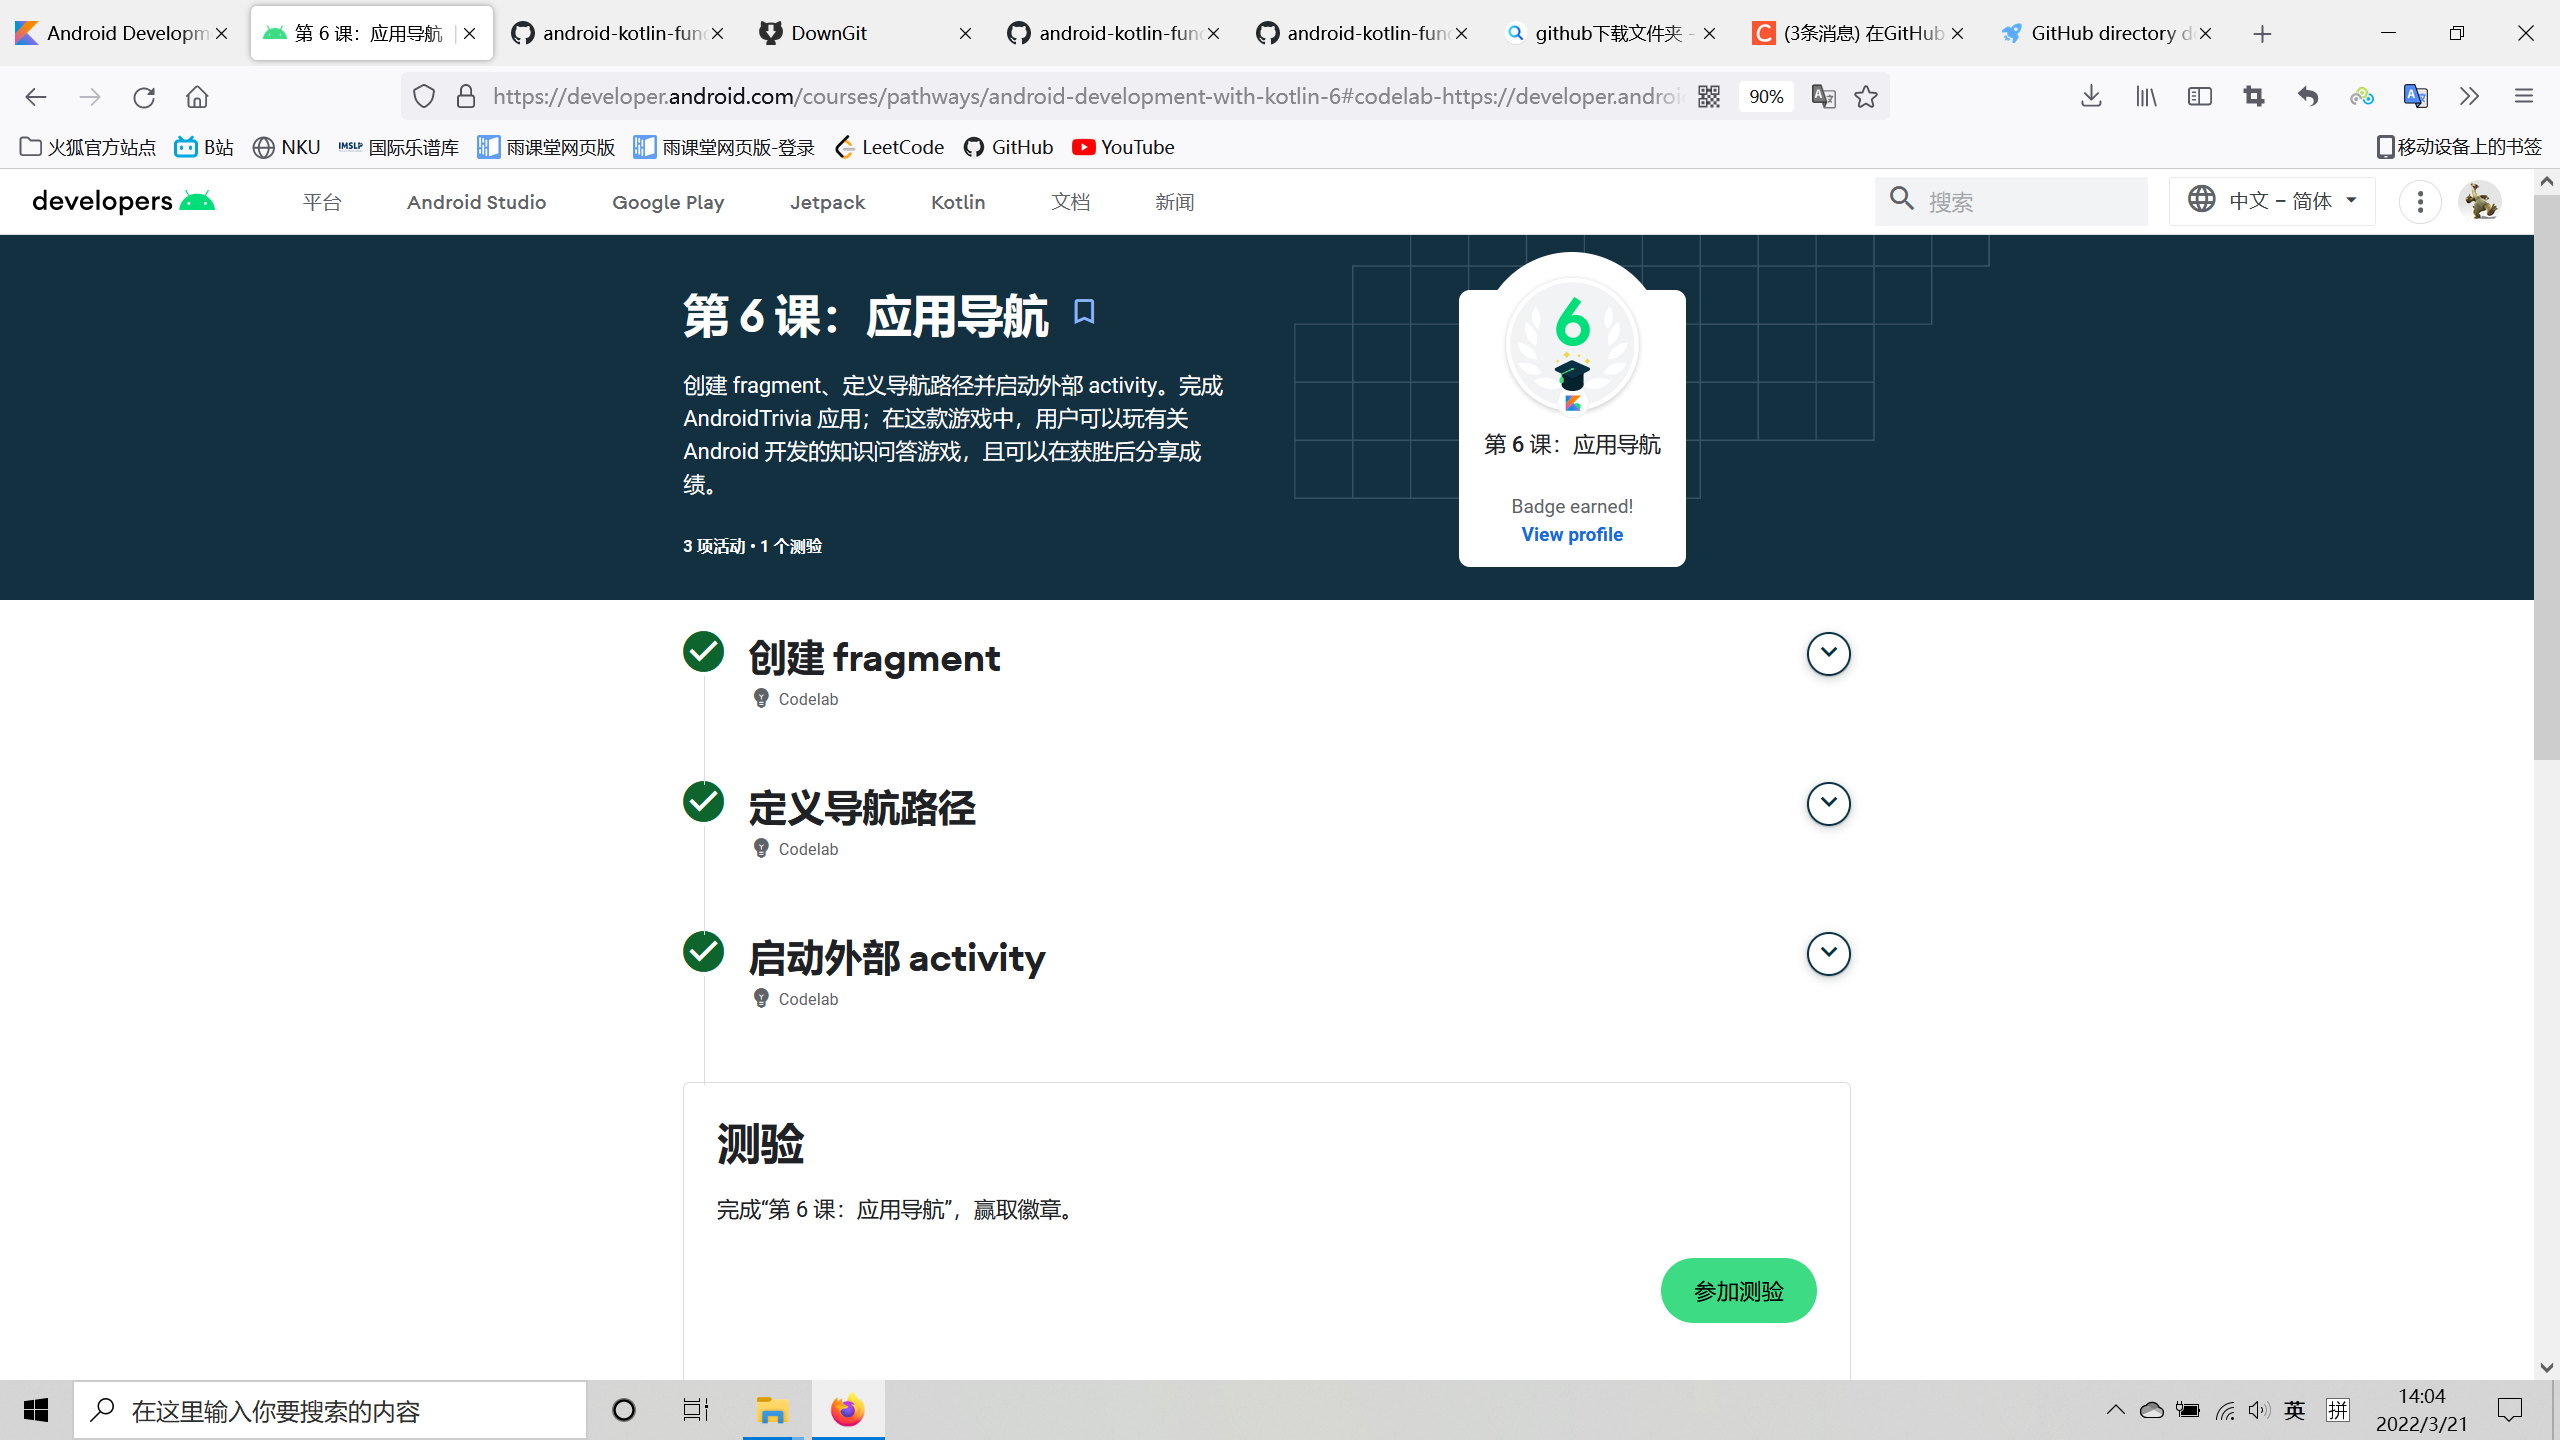 Android Developm
第 6 课：应用导航
android-kotlin-fund
DownGit
android-kotlin-fund
android-kotlin-fund
github下载文件夹 -
(3条消息) 在GitHub
GitHub directory d
https://developer.android.com/courses/pathways/android-development-with-kotlin-6#codelab-https://developer.androi
90%
火狐官方站点
B站
NKU
IMSLP 国际乐谱库
雨课堂网页版
雨课堂网页版-登录
LeetCode
GitHub
YouTube
移动设备上的书签
developers
平台
Android Studio
Google Play
Jetpack
Kotlin
文档
新闻
搜索
中文 – 简体
第 6 课：应用导航
创建 fragment、定义导航路径并启动外部 activity。完成
AndroidTrivia 应用；在这款游戏中，用户可以玩有关
Android 开发的知识问答游戏，且可以在获胜后分享成
绩。
3 项活动 • 1 个测验
6
第 6 课：应用导航
Badge earned!
View profile
创建 fragment
Codelab
定义导航路径
Codelab
启动外部 activity
Codelab
测验
完成“第 6 课：应用导航”，赢取徽章。
参加测验
在这里输入你要搜索的内容
英
拼
14:04
2022/3/21